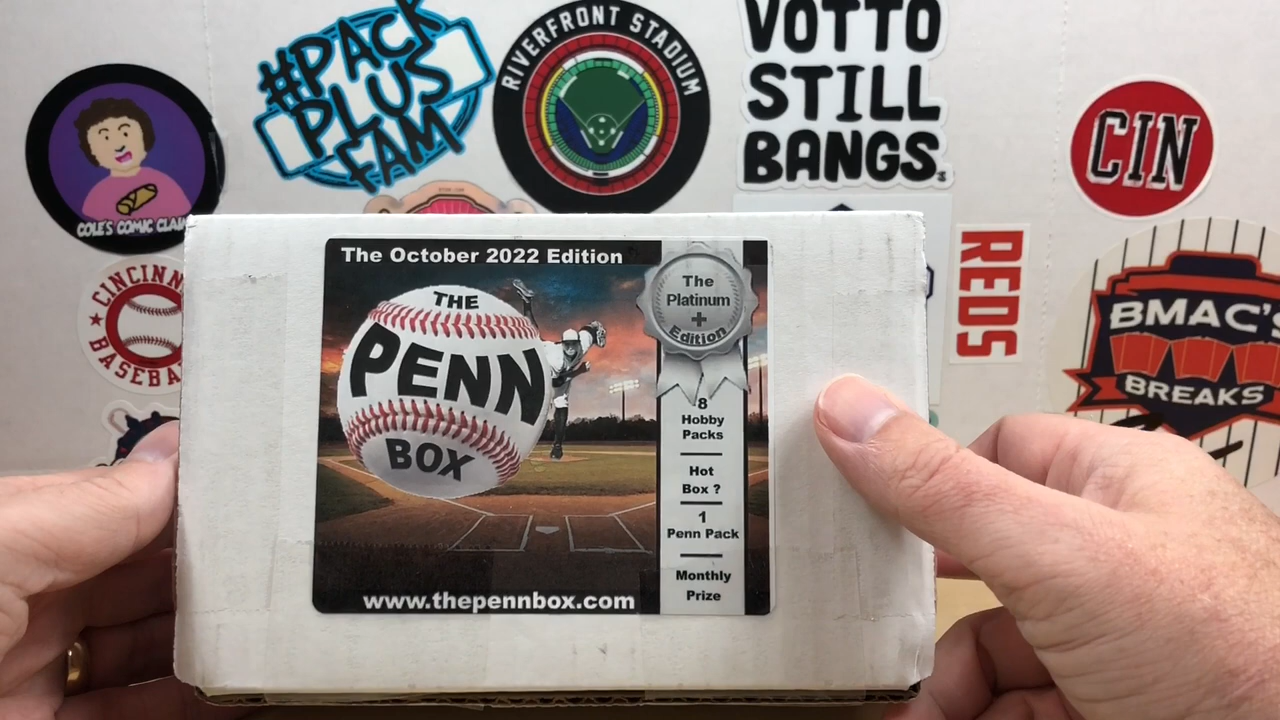 #PACK
PLUS
FAM
RIVERFRONT STADIUM
VOTTO
STILL
BANGS.
CIN
COLE'S COMIC
CINCINN
BASEBA
REDS
BMAC'S
BREAKS
The October 2022 Edition
THE
PENN
BOX
www.thepennbox.com
The
Platinum
+
Edition
8
Hobby
Packs
Hot
Box ?
1
Penn Pack
Monthly
Prize